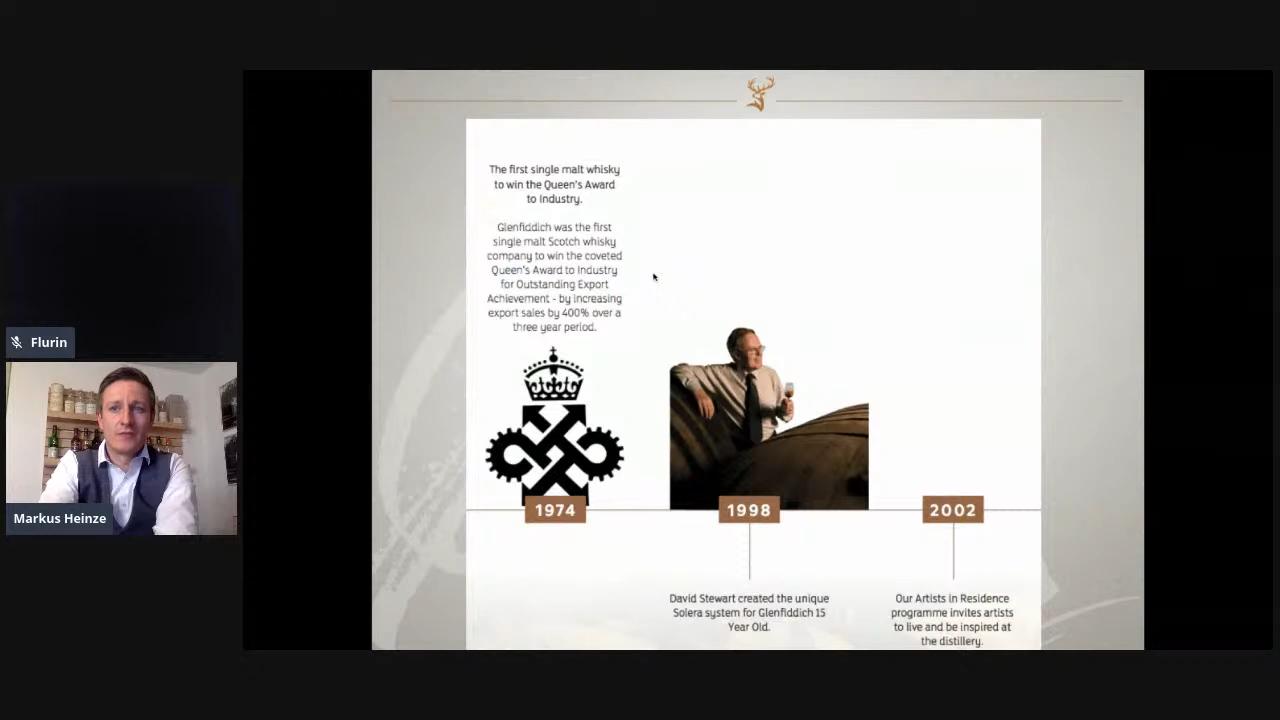 The first single malt whisky
to win the Queen's Award
to Industry.
Glenfiddich was the first
single malt Scotch whisky
company to win the coveted
Queen's Award to Industry
for Outstanding Export
Achievement - by increasing
export sales by 400% over a
three year period.
1974
1998
2002
David Stewart created the unique
Solera system for Glenfiddich 15
Year Old.
Our Artists in Residence
programme invites artists
to live and be inspired at
the distillery.
Flurin
Markus Heinze